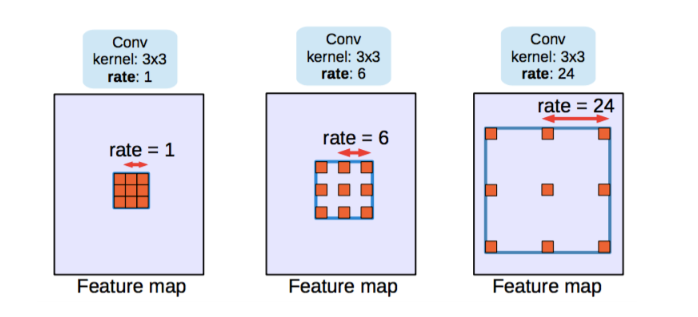 Conv
kernel: 3x3
rate: 1
Conv
kernel: 3x3
rate: 6
Conv
kernel: 3x3
rate: 24
rate = 1
rate = 6
rate = 24
Feature map
Feature map
Feature map